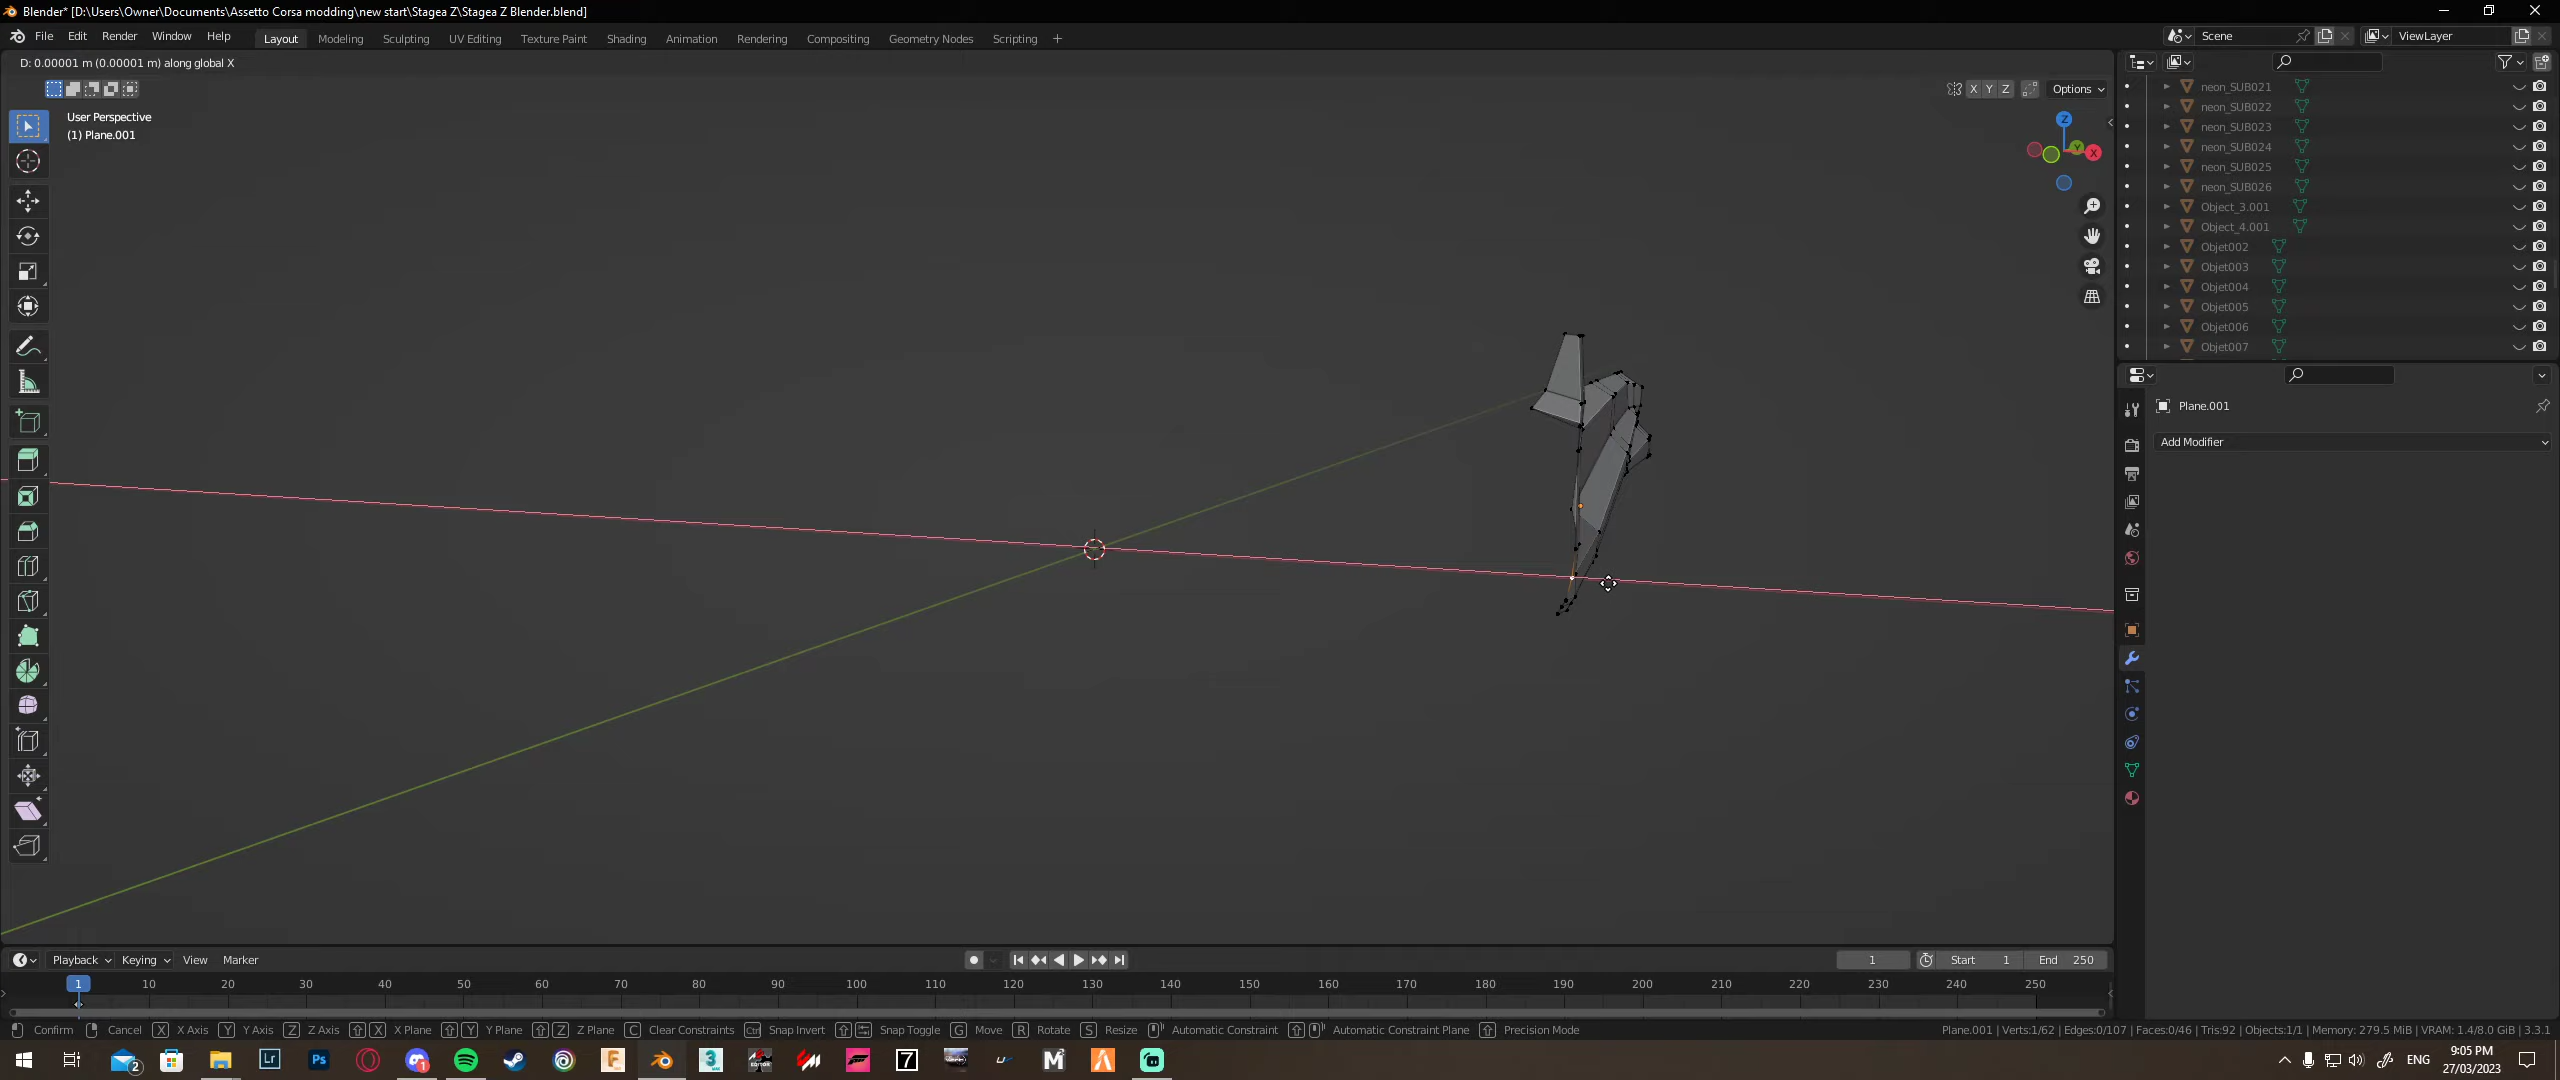 Blender* [D:\Users\Owner\Documents\Assetto Corsa modding\new start\Stagea Z\Stagea Z Blender.blend]
File Edit Render Window Help Layout Modeling Sculpting UV Editing Texture Paint Shading Animation Rendering Compositing Geometry Nodes Scripting + Scene ViewLayer
D: 0.00001 m (0.00001 m) along global X
X Y Z Options
User Perspective
(1) Plane.001
Z
Y
X
neon_SUB021
neon_SUB022
neon_SUB023
neon_SUB024
neon_SUB025
neon_SUB026
Object_3.001
Object_4.001
Objet002
Objet003
Objet004
Objet005
Objet006
Objet007
Plane.001
Add Modifier
Playback Keying View Marker 1 Start 1 End 250
1 10 20 30 40 50 60 70 80 90 100 110 120 130 140 150 160 170 180 190 200 210 220 230 240 250
Confirm Cancel X X Axis Y Y Axis Z Z Axis X X Plane Y Y Plane Z Z Plane C Clear Constraints Ctrl Snap Invert Snap Toggle G Move R Rotate S Resize Automatic Constraint Automatic Constraint Plane Precision Mode Plane.001 | Verts:1/62 | Edges:0/107 | Faces:0/46 | Tris:92 | Objects:1/1 | Memory: 279.5 MiB | VRAM: 1.4/8.0 GiB | 3.3.1
2 Lr Ps 1 F 3 EDITOR 7 M ENG 9:05 PM
27/03/2023